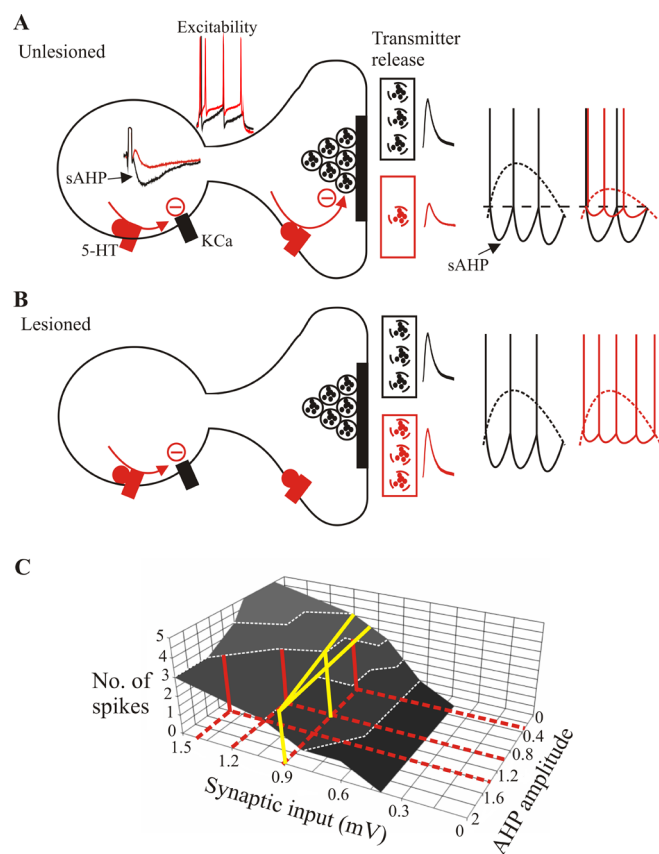 A
Unlesioned
Excitability
Transmitter
release
sAHP
5-HT
KCa
sAHP
B
Lesioned
C
No. of
spikes
5
4
3
2
1
0
1.5
1.2
0.9
0.6
0.3
0
Synaptic input (mV)
0
0.4
0.8
1.2
1.6
2
AHP amplitude